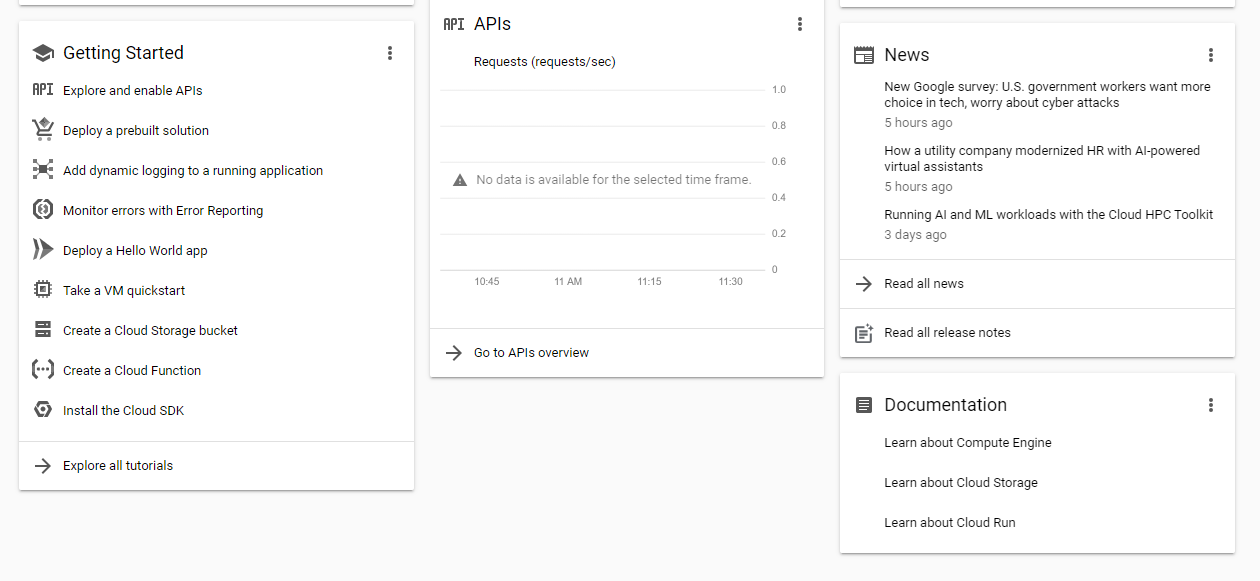 Getting Started
API Explore and enable APIs
Deploy a prebuilt solution
Add dynamic logging to a running application
Monitor errors with Error Reporting
Deploy a Hello World app
Take a VM quickstart
Create a Cloud Storage bucket
Create a Cloud Function
Install the Cloud SDK
Explore all tutorials
API APIs
Requests (requests/sec)
1.0
0.8
0.6
No data is available for the selected time frame.
0.4
0.2
0
10:45 11 AM 11:15 11:30
Go to APIs overview
News
New Google survey: U.S. government workers want more
choice in tech, worry about cyber attacks
5 hours ago
How a utility company modernized HR with AI-powered
virtual assistants
5 hours ago
Running AI and ML workloads with the Cloud HPC Toolkit
3 days ago
Read all news
Read all release notes
Documentation
Learn about Compute Engine
Learn about Cloud Storage
Learn about Cloud Run